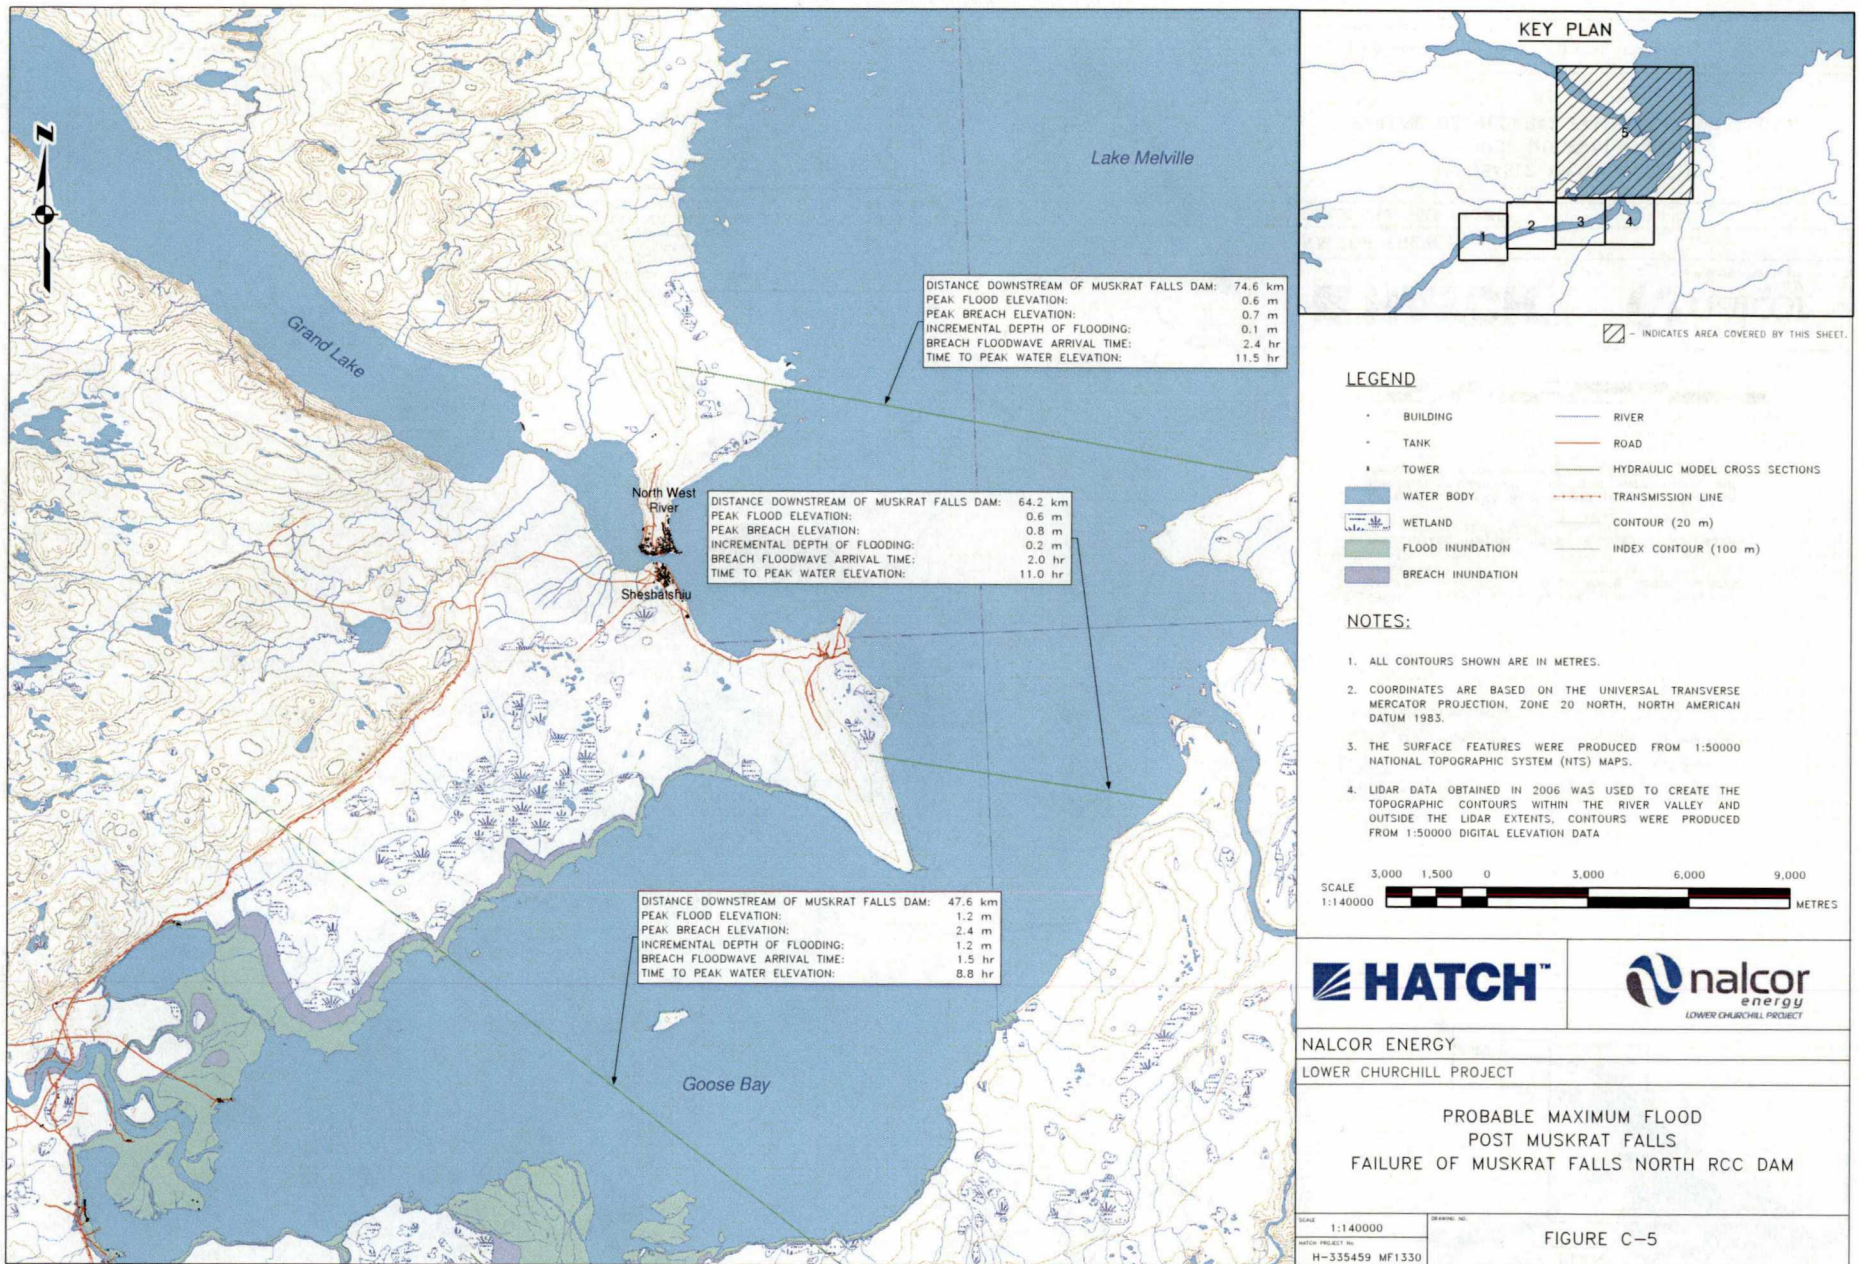 N
Grand Lake
Lake Melville
North West
River
Sheshatshiu
Goose Bay
DISTANCE DOWNSTREAM OF MUSKRAT FALLS DAM: 74.6 km
PEAK FLOOD ELEVATION: 0.6 m
PEAK BREACH ELEVATION: 0.7 m
INCREMENTAL DEPTH OF FLOODING: 0.1 m
BREACH FLOODWAVE ARRIVAL TIME: 2.4 hr
TIME TO PEAK WATER ELEVATION: 11.5 hr
DISTANCE DOWNSTREAM OF MUSKRAT FALLS DAM: 64.2 km
PEAK FLOOD ELEVATION: 0.6 m
PEAK BREACH ELEVATION: 0.8 m
INCREMENTAL DEPTH OF FLOODING: 0.2 m
BREACH FLOODWAVE ARRIVAL TIME: 2.0 hr
TIME TO PEAK WATER ELEVATION: 11.0 hr
DISTANCE DOWNSTREAM OF MUSKRAT FALLS DAM: 47.6 km
PEAK FLOOD ELEVATION: 1.2 m
PEAK BREACH ELEVATION: 2.4 m
INCREMENTAL DEPTH OF FLOODING: 1.2 m
BREACH FLOODWAVE ARRIVAL TIME: 1.5 hr
TIME TO PEAK WATER ELEVATION: 8.8 hr
KEY PLAN
5
1 2 3 4
- INDICATES AREA COVERED BY THIS SHEET.
LEGEND
BUILDING
TANK
TOWER
WATER BODY
WETLAND
FLOOD INUNDATION
BREACH INUNDATION
RIVER
ROAD
HYDRAULIC MODEL CROSS SECTIONS
TRANSMISSION LINE
CONTOUR (20 m)
INDEX CONTOUR (100 m)
NOTES:
1. ALL CONTOURS SHOWN ARE IN METRES.
2. COORDINATES ARE BASED ON THE UNIVERSAL TRANSVERSE
MERCATOR PROJECTION, ZONE 20 NORTH, NORTH AMERICAN
DATUM 1983.
3. THE SURFACE FEATURES WERE PRODUCED FROM 1:50000
NATIONAL TOPOGRAPHIC SYSTEM (NTS) MAPS.
4. LIDAR DATA OBTAINED IN 2006 WAS USED TO CREATE THE
TOPOGRAPHIC CONTOURS WITHIN THE RIVER VALLEY AND
OUTSIDE THE LIDAR EXTENTS, CONTOURS WERE PRODUCED
FROM 1:50000 DIGITAL ELEVATION DATA
3,000 1,500 0 3,000 6,000 9,000
SCALE
1:140000
METRES
HATCH™
nalcor
energy
LOWER CHURCHILL PROJECT
NALCOR ENERGY
LOWER CHURCHILL PROJECT
PROBABLE MAXIMUM FLOOD
POST MUSKRAT FALLS
FAILURE OF MUSKRAT FALLS NORTH RCC DAM
SCALE
1:140000
DRAWING NO.
FIGURE C-5
HATCH PROJECT No
H-335459 MF1330